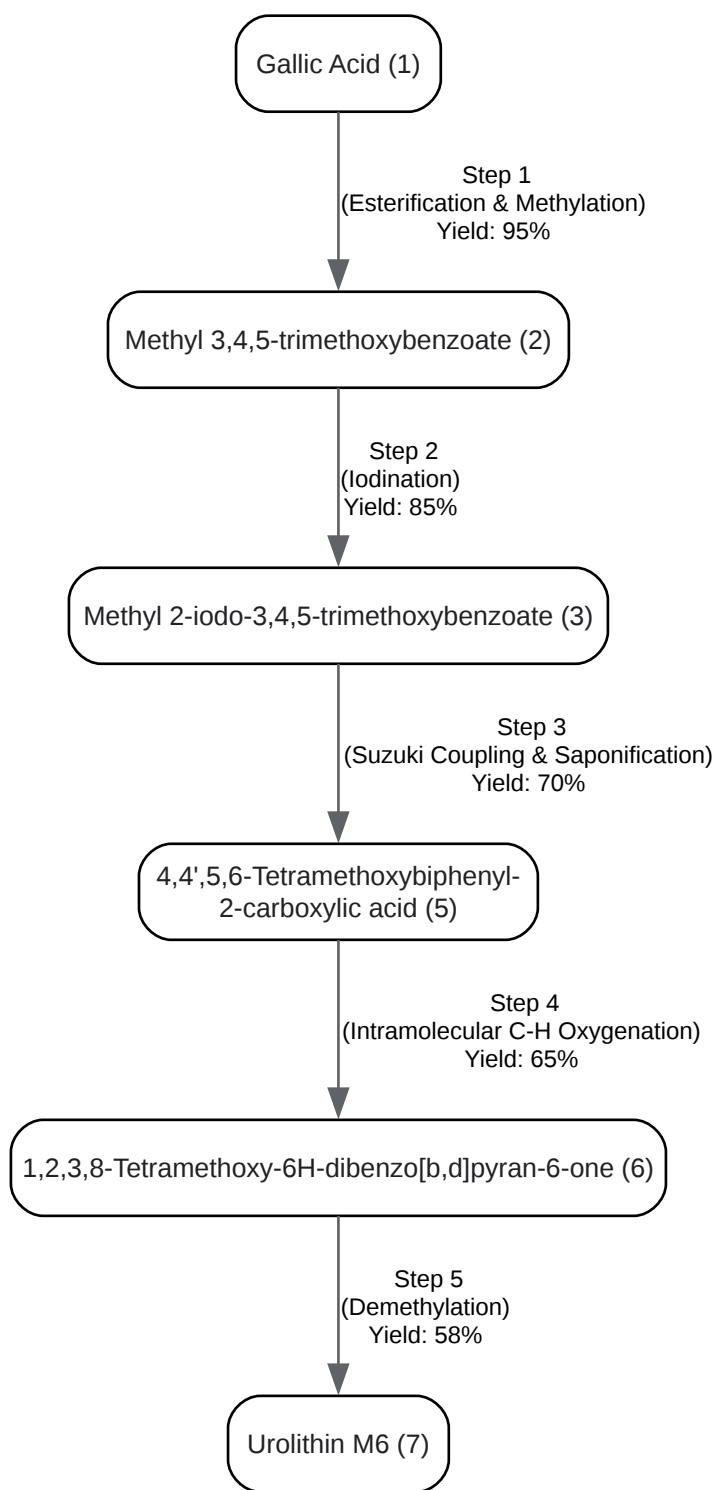 Gallic Acid (1)
Step 1
(Esterification & Methylation)
Yield: 95%
Methyl 3,4,5-trimethoxybenzoate (2)
Step 2
(Iodination)
Yield: 85%
Methyl 2-iodo-3,4,5-trimethoxybenzoate (3)
Step 3
(Suzuki Coupling & Saponification)
Yield: 70%
4,4',5,6-Tetramethoxybiphenyl-
2-carboxylic acid (5)
Step 4
(Intramolecular C-H Oxygenation)
Yield: 65%
1,2,3,8-Tetramethoxy-6H-dibenzo[b,d]pyran-6-one (6)
Step 5
(Demethylation)
Yield: 58%
Urolithin M6 (7)